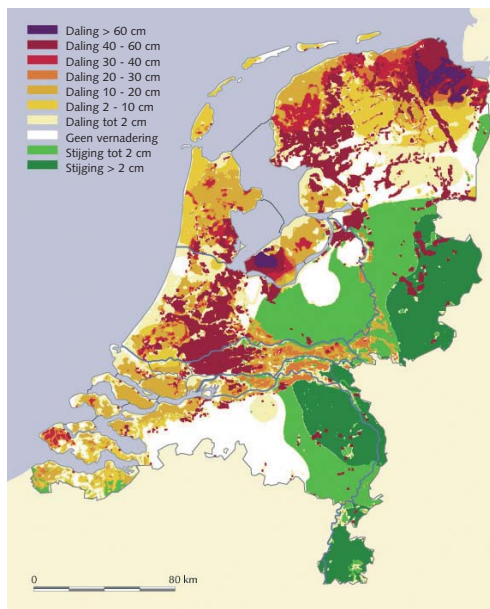 Daling > 60 cm
Daling 40 - 60 cm
Daling 30 - 40 cm
Daling 20 - 30 cm
Daling 10 - 20 cm
Daling 2 - 10 cm
Daling tot 2 cm
Geen vernadering
Stijging tot 2 cm
Stijging > 2 cm
0 80 km